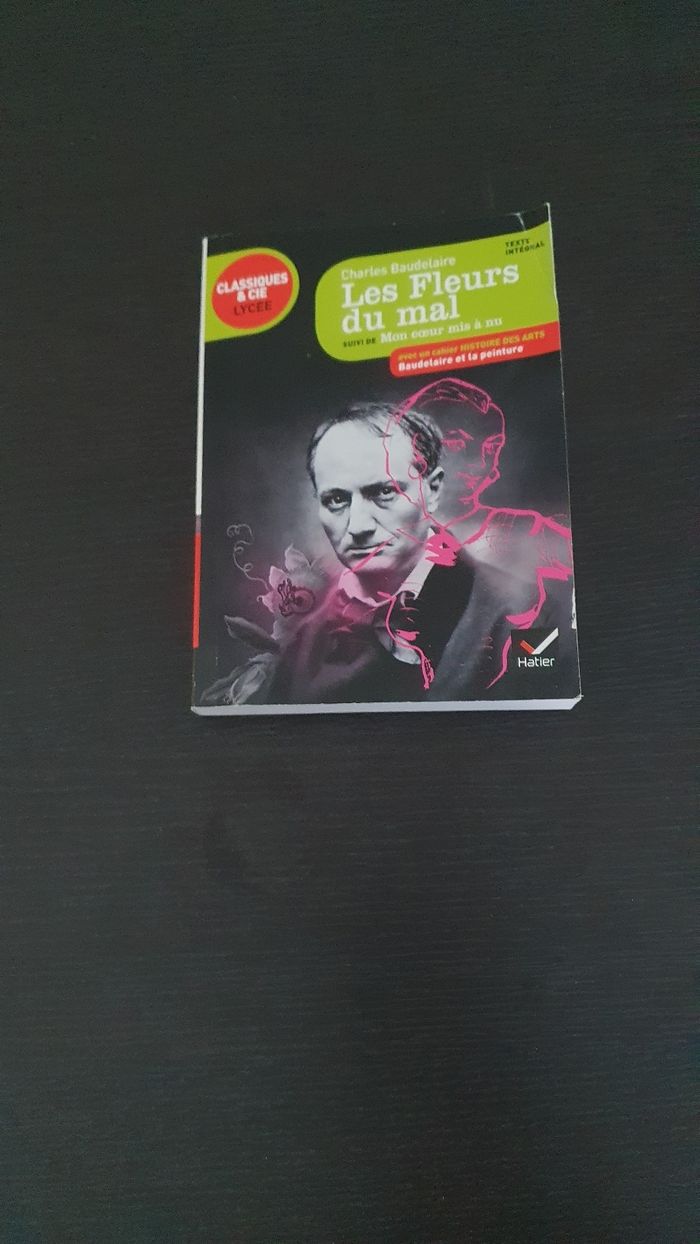 CLASSIQUES
& CIE
LYCÉE
TEXTE
INTÉGRAL
Charles Baudelaire
Les Fleurs
du mal
SUIVI DE Mon cœur mis à nu
avec un cahier HISTOIRE DES ARTS
Baudelaire et la peinture
Hatier